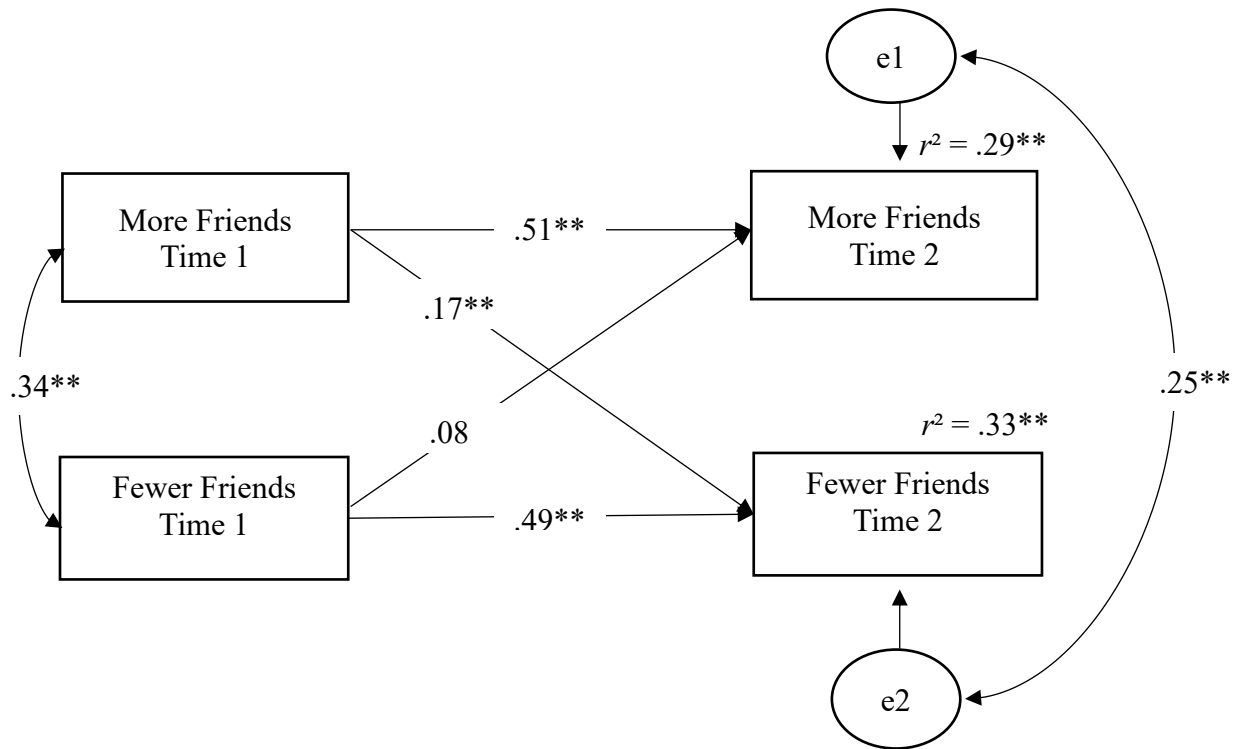 e1
r² = .29**
More Friends
Time 1
.51**
More Friends
Time 2
.17**
.34**
.25**
.08
r² = .33**
Fewer Friends
Time 1
.49**
Fewer Friends
Time 2
e2